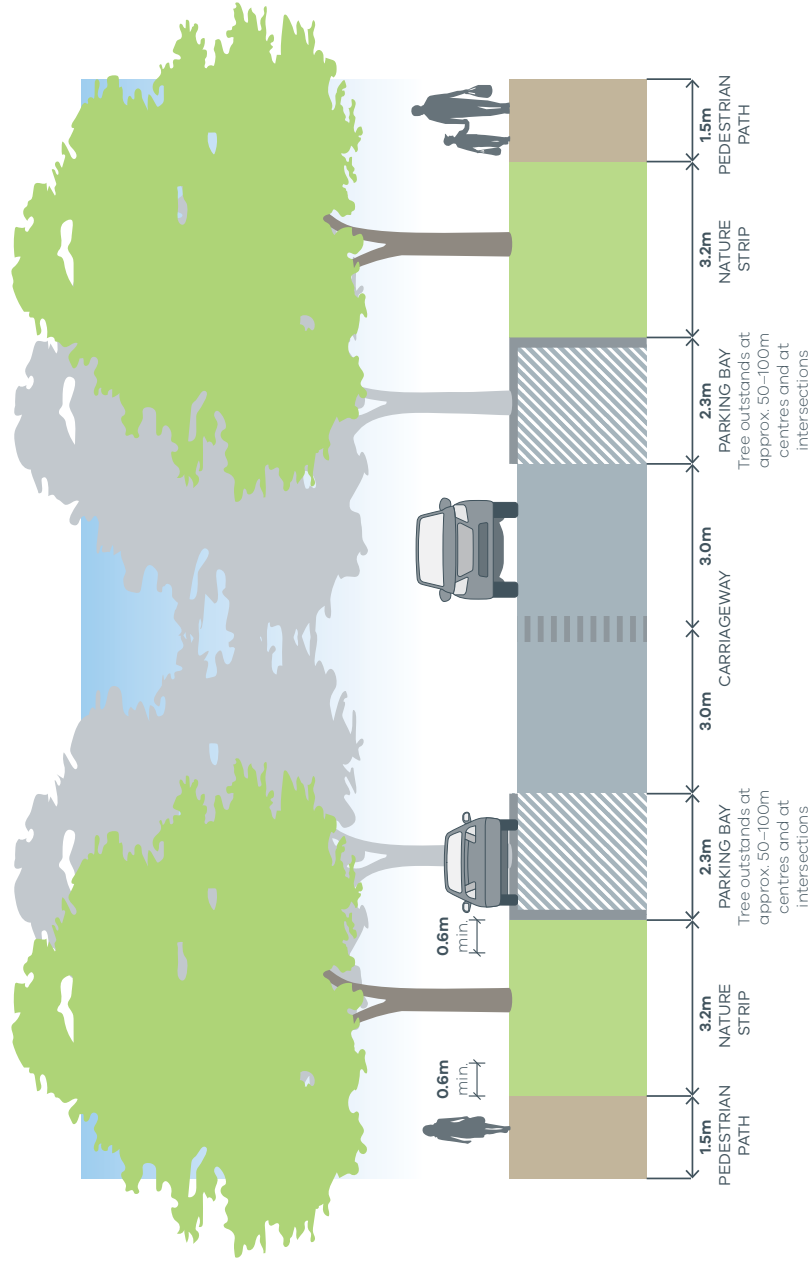 0.6m
min.
0.6m
min.
1.5m
PEDESTRIAN
PATH
3.2m
NATURE
STRIP
2.3m
PARKING BAY
Tree outstands at
approx. 50–100m
centres and at
intersections
3.0m
3.0m
CARRIAGEWAY
2.3m
PARKING BAY
Tree outstands at
approx. 50–100m
centres and at
intersections
3.2m
NATURE
STRIP
1.5m
PEDESTRIAN
PATH